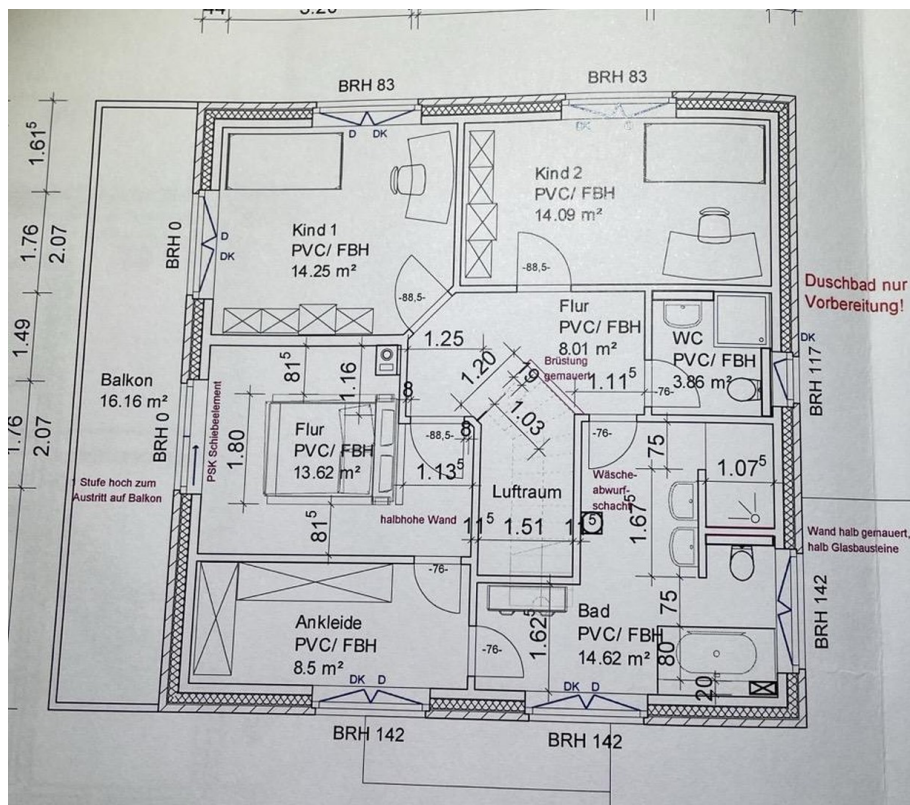 44
BRH 83
BRH 83
D DK
DK
1.61⁵
1.76
2.07
1.49
1.76
2.07
BRH 0
D
DK
Kind 1
PVC/ FBH
14.25 m²
-88,5-
Kind 2
PVC/ FBH
14.09 m²
-88,5-
Duschbad nur
Vorbereitung!
Flur
PVC/ FBH
8.01 m²
WC
PVC/ FBH
3.86 m²
DK
BRH 117
1.25
1.20
19
1.03
Brüstung
gemauert
1.11⁵
-76-
Balkon
16.16 m²
1 Stufe hoch zum
Austritt auf Balkon
BRH 0
PSK Schiebeelement
81⁵
1.16
8
1.80
Flur
PVC/ FBH
13.62 m²
-88,5-
8
1.13⁵
halbhohe Wand
81⁵
11⁵
1.51
11⁵
Luftraum
-76-
75
Wäsche-
abwurf-
schacht
1.67⁵
1.07⁵
Wand halb gemauert,
halb Glasbausteine
BRH 142
-76-
Ankleide
PVC/ FBH
8.5 m²
-76-
1.62⁵
Bad
PVC/ FBH
14.62 m²
75
80
20
DK D
DK D
BRH 142
BRH 142